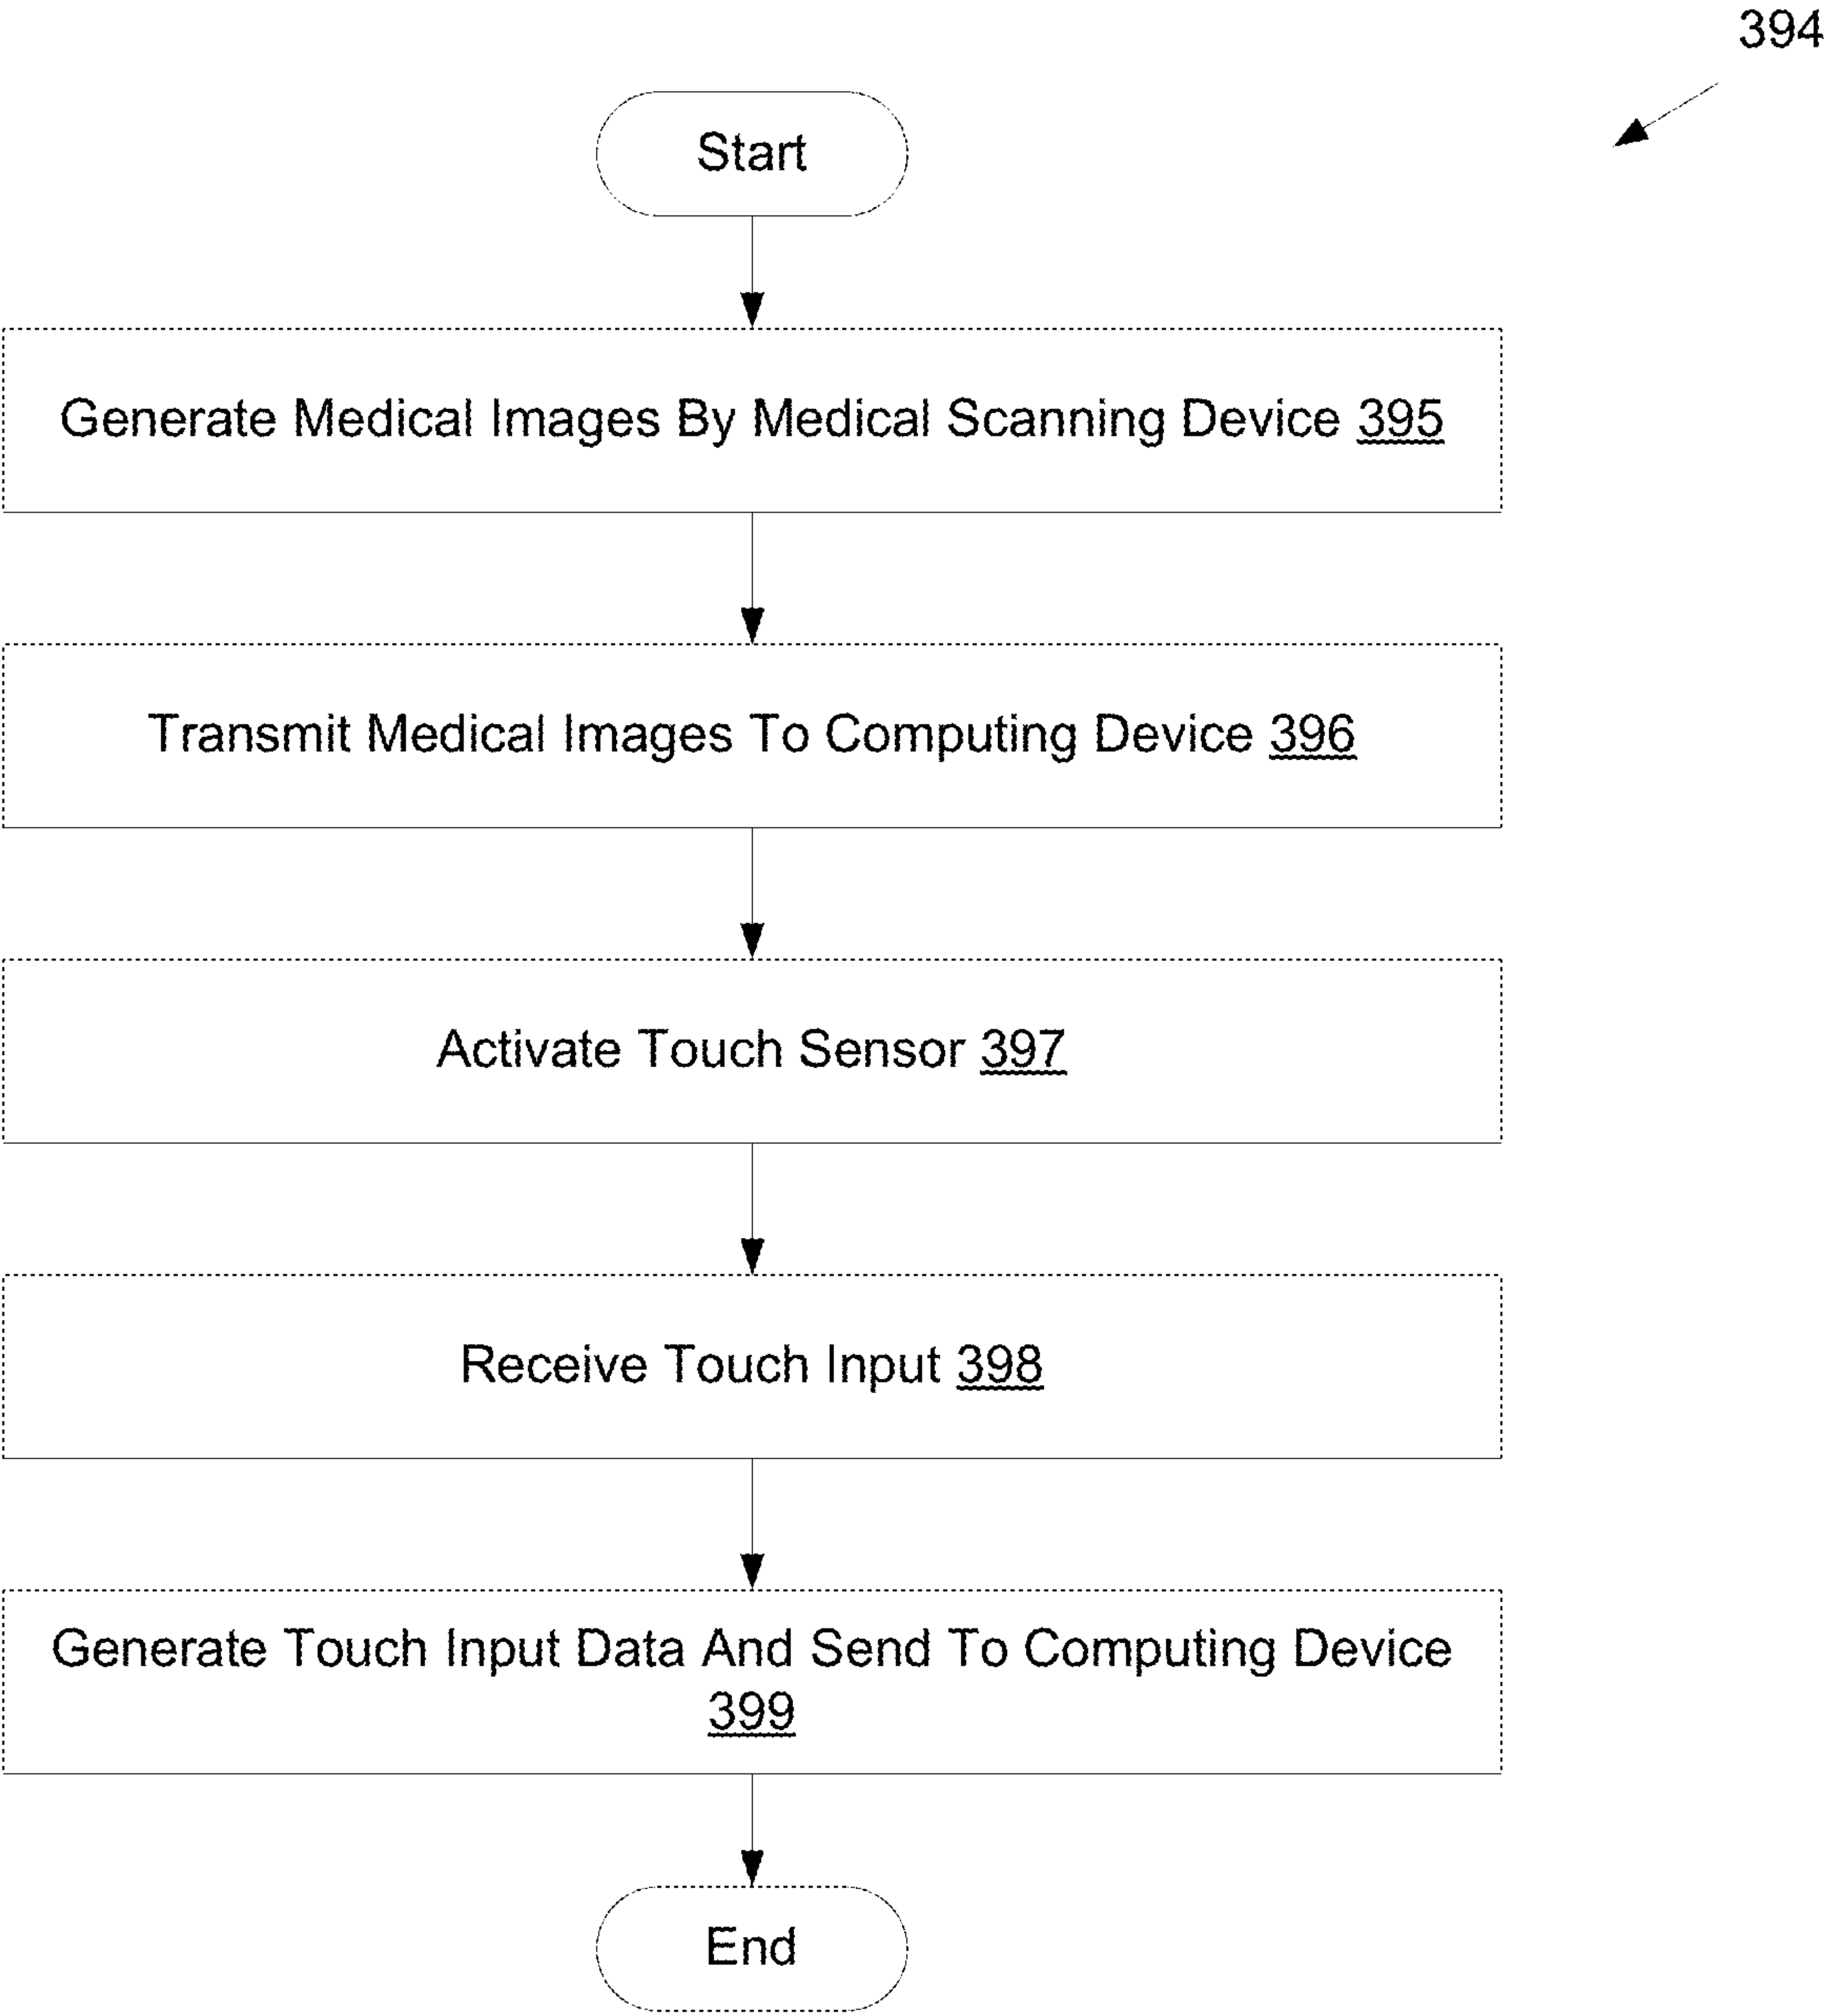 394
Start
Generate Medical Images By Medical Scanning Device 395
Transmit Medical Images To Computing Device 396
Activate Touch Sensor 397
Receive Touch Input 398
Generate Touch Input Data And Send To Computing Device
399
End